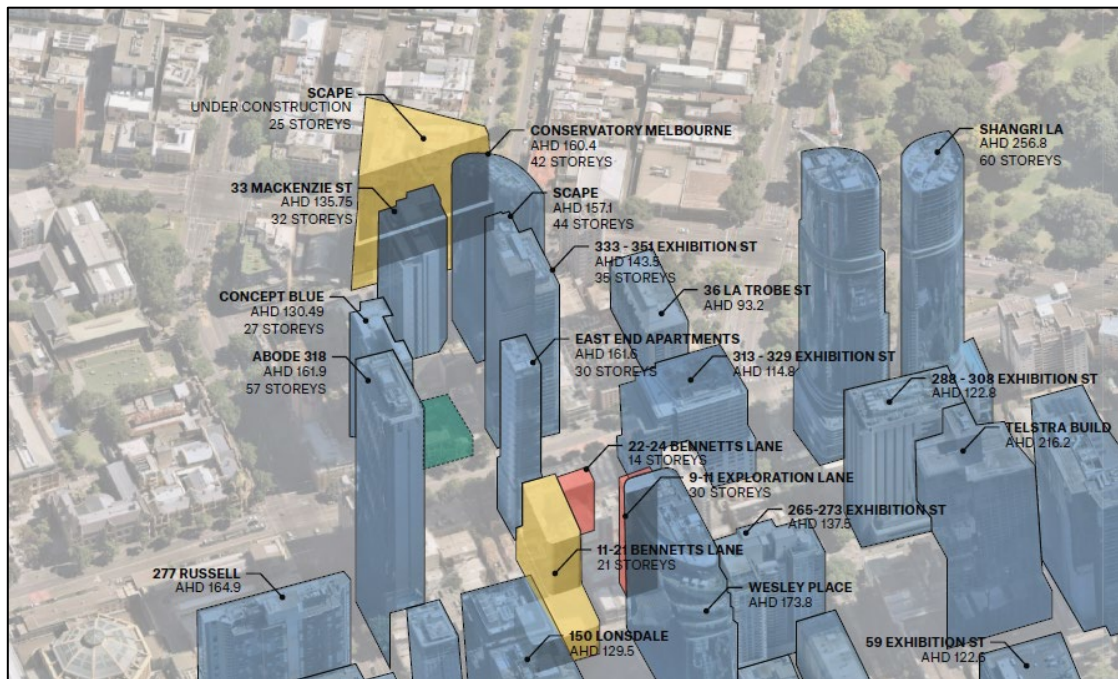 SCAPE
UNDER CONSTRUCTION
25 STOREYS
CONSERVATORY MELBOURNE
AHD 160.4
42 STOREYS
SHANGRI LA
AHD 256.8
60 STOREYS
33 MACKENZIE ST
AHD 135.75
32 STOREYS
SCAPE
AHD 157.1
44 STOREYS
333 - 351 EXHIBITION ST
AHD 143.5
35 STOREYS
36 LA TROBE ST
AHD 93.2
CONCEPT BLUE
AHD 130.49
27 STOREYS
EAST END APARTMENTS
AHD 161.6
30 STOREYS
313 - 329 EXHIBITION ST
AHD 114.8
ABODE 318
AHD 161.9
57 STOREYS
288 - 308 EXHIBITION ST
AHD 122.8
TELSTRA BUILD
AHD 216.2
22-24 BENNETTS LANE
14 STOREYS
9-11 EXPLORATION LANE
30 STOREYS
265-273 EXHIBITION ST
AHD 137.5
11-21 BENNETTS LANE
21 STOREYS
277 RUSSELL
AHD 164.9
WESLEY PLACE
AHD 173.8
150 LONSDALE
AHD 129.5
59 EXHIBITION ST
AHD 122.6